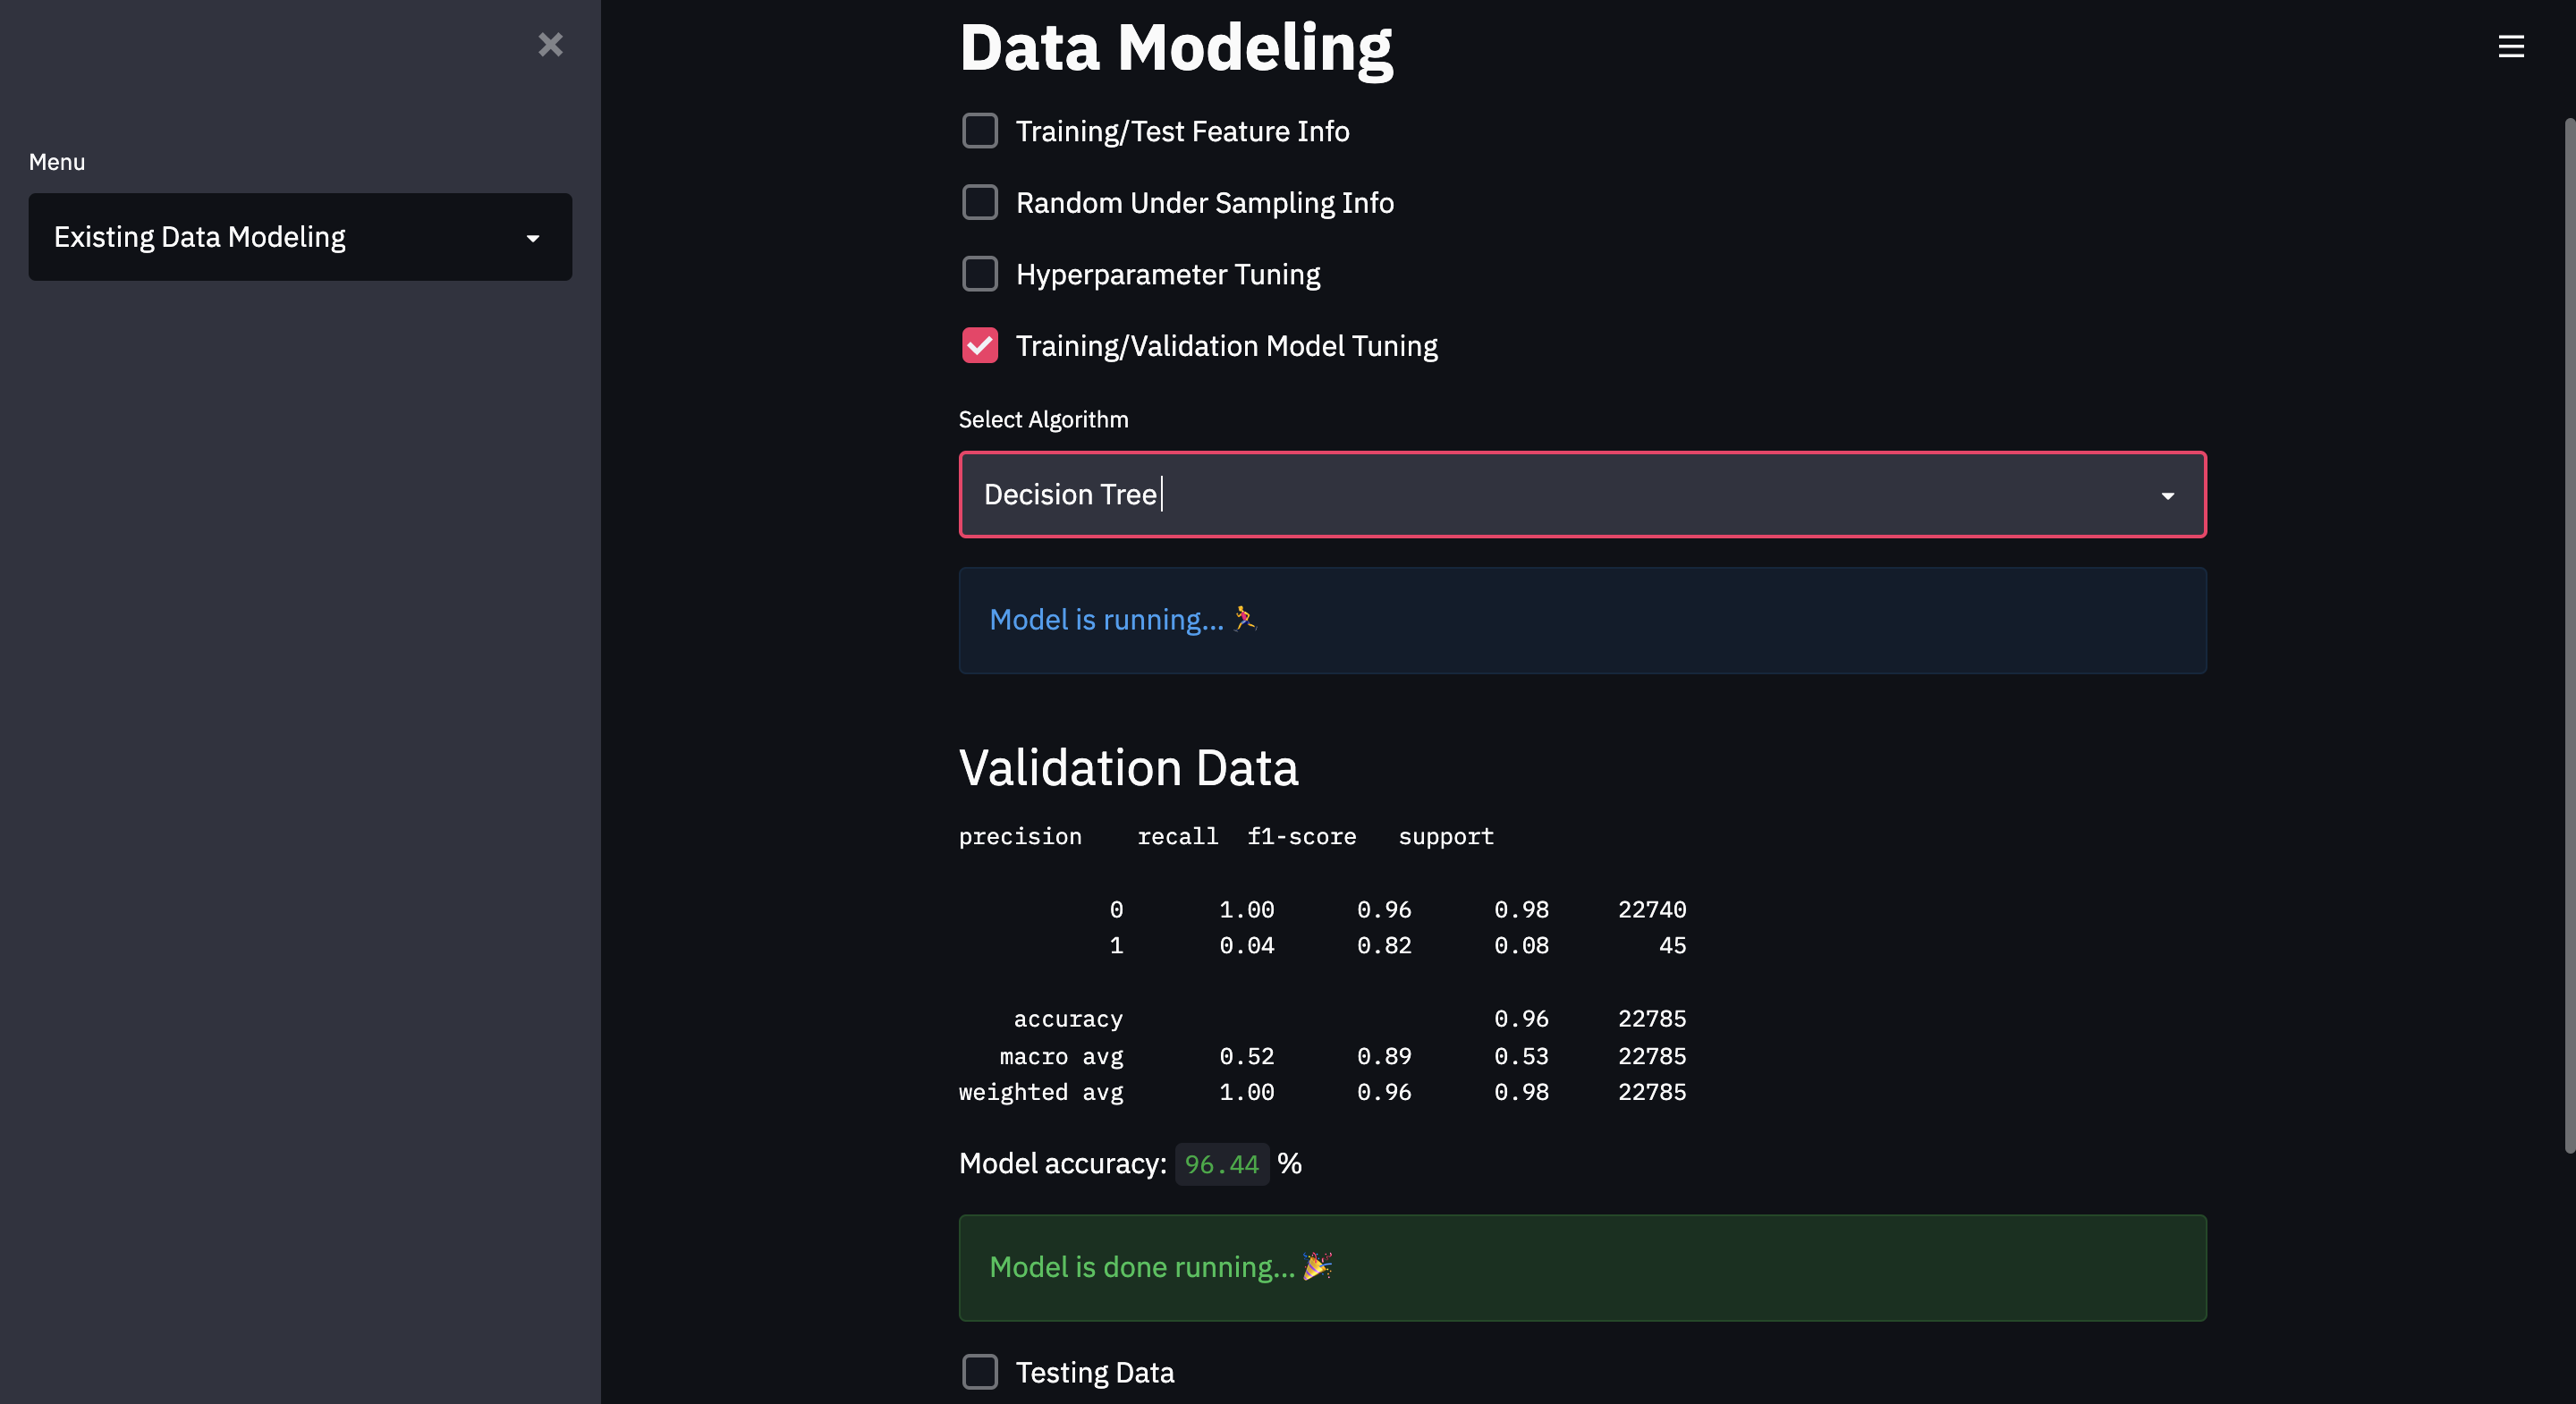 Menu
Existing Data Modeling
Data Modeling
Training/Test Feature Info
Random Under Sampling Info
Hyperparameter Tuning
Training/Validation Model Tuning
Select Algorithm
Decision Tree
Model is running... 🏃
Validation Data
precision recall f1-score support
0 1.00 0.96 0.98 22740
1 0.04 0.82 0.08 45
accuracy 0.96 22785
macro avg 0.52 0.89 0.53 22785
weighted avg 1.00 0.96 0.98 22785
Model accuracy: 96.44 %
Model is done running... 🎉
Testing Data